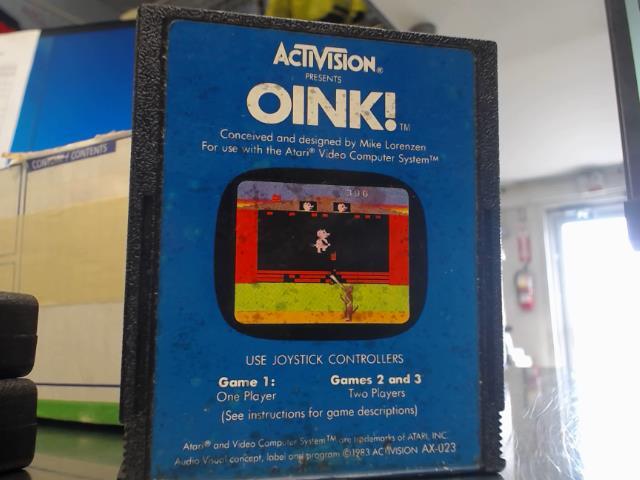 ACTIVISION®
PRESENTS
OINK!™
Conceived and designed by Mike Lorenzen
For use with the Atari® Video Computer System™
396
USE JOYSTICK CONTROLLERS
Game 1:
One Player
Games 2 and 3
Two Players
(See instructions for game descriptions)
Atari® and Video Computer System™ are trademarks of ATARI, INC.
Audio Visual concept, label and program ©1983 ACTIVISION AX-023
CONTENTS